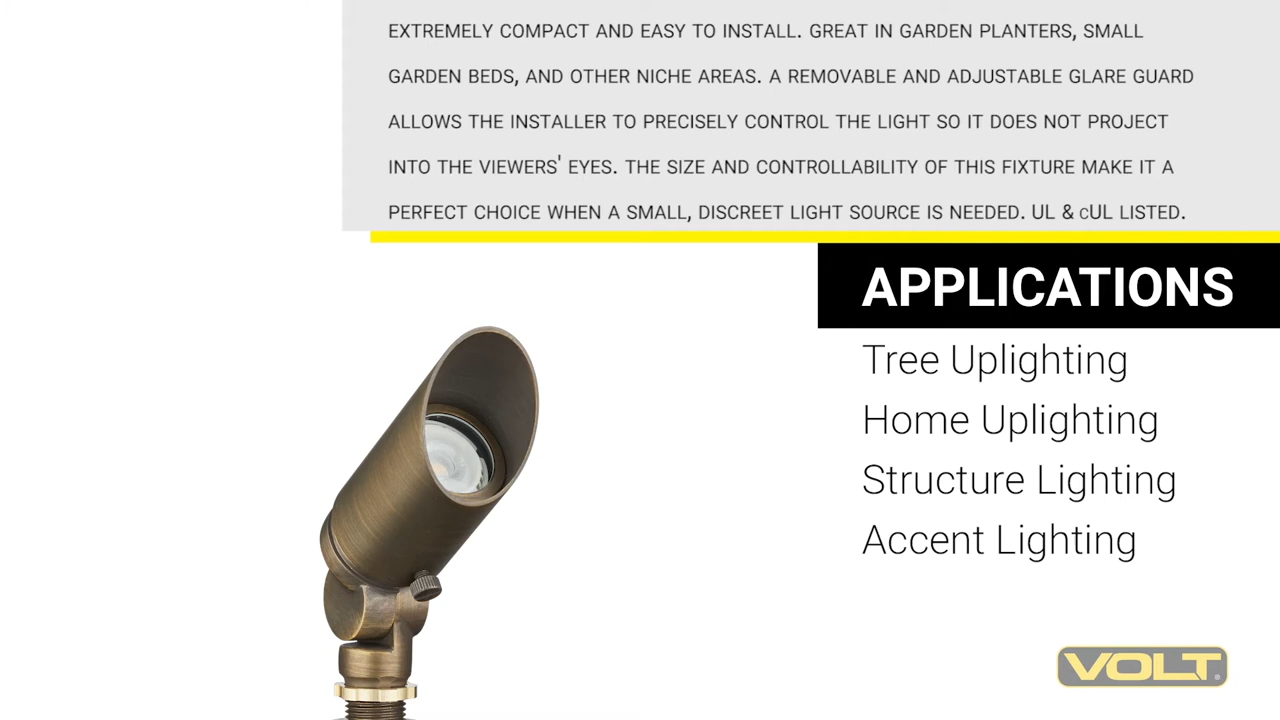 EXTREMELY COMPACT AND EASY TO INSTALL. GREAT IN GARDEN PLANTERS, SMALL
GARDEN BEDS, AND OTHER NICHE AREAS. A REMOVABLE AND ADJUSTABLE GLARE GUARD
ALLOWS THE INSTALLER TO PRECISELY CONTROL THE LIGHT SO IT DOES NOT PROJECT
INTO THE VIEWERS' EYES. THE SIZE AND CONTROLLABILITY OF THIS FIXTURE MAKE IT A
PERFECT CHOICE WHEN A SMALL, DISCREET LIGHT SOURCE IS NEEDED. UL & cUL LISTED.
APPLICATIONS
Tree Uplighting
Home Uplighting
Structure Lighting
Accent Lighting
VOLT®